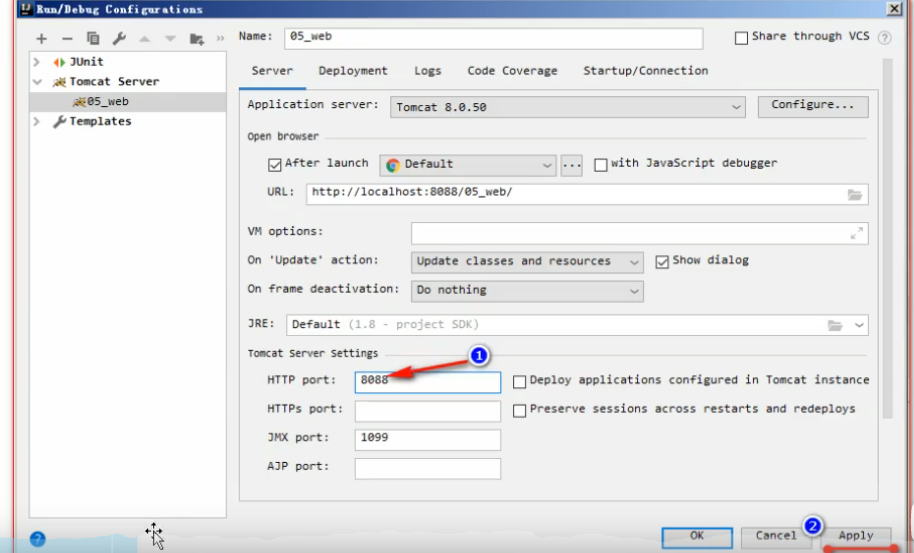 Run/Debug Configurations
Name: 05_web
Share through VCS
JUnit
Tomcat Server
05_web
Templates
Server Deployment Logs Code Coverage Startup/Connection
Application server: Tomcat 8.0.50 Configure...
Open browser
After launch Default ... with JavaScript debugger
URL: http://localhost:8088/05_web/
VM options:
On 'Update' action: Update classes and resources Show dialog
On frame deactivation: Do nothing
JRE: Default (1.8 - project SDK)
Tomcat Server Settings
1
HTTP port: 8088 Deploy applications configured in Tomcat instance
HTTPs port: Preserve sessions across restarts and redeploys
JMX port: 1099
AJP port:
2
? OK Cancel Apply